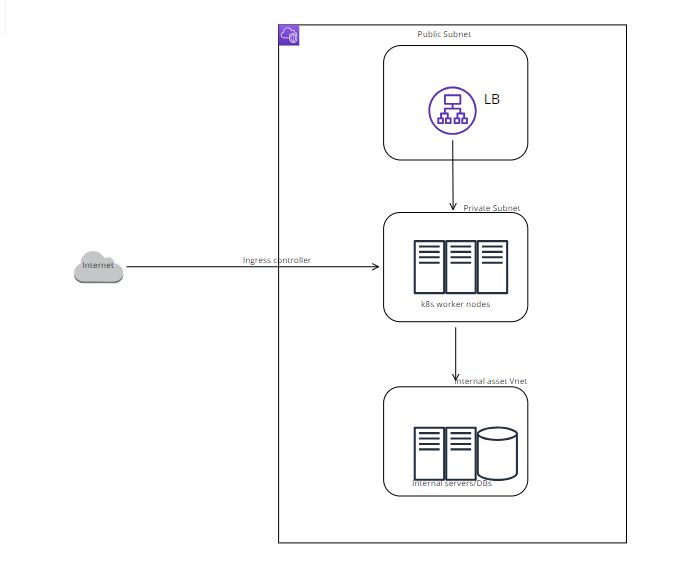 Public Subnet
LB
Private Subnet
Internet
Ingress controller
k8s worker nodes
Internal asset Vnet
Internal servers/DBs